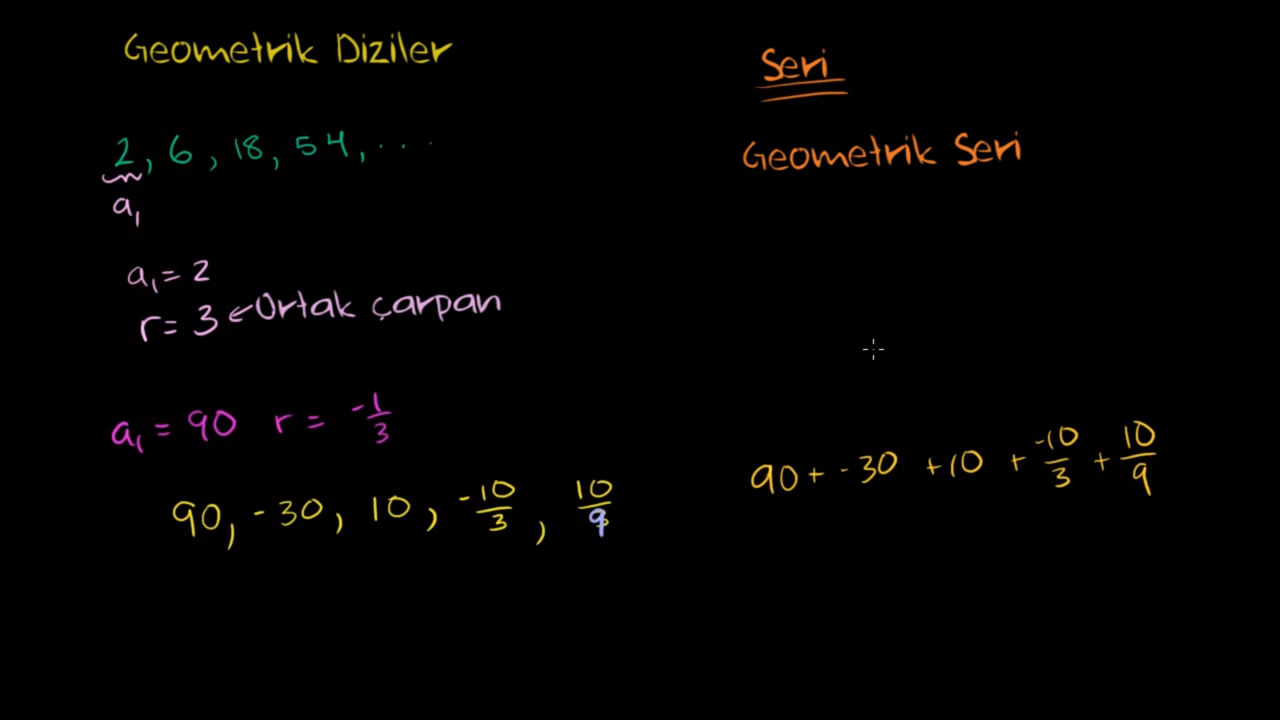 Geometrik Diziler
2, 6, 18, 54, ...
a₁
a₁ = 2
r = 3 ← Ortak çarpan
a₁ = 90 r = -1/3
90, -30, 10, -10/3, 10/9
Seri
Geometrik Seri
90 + -30 + 10 + -10/3 + 10/9